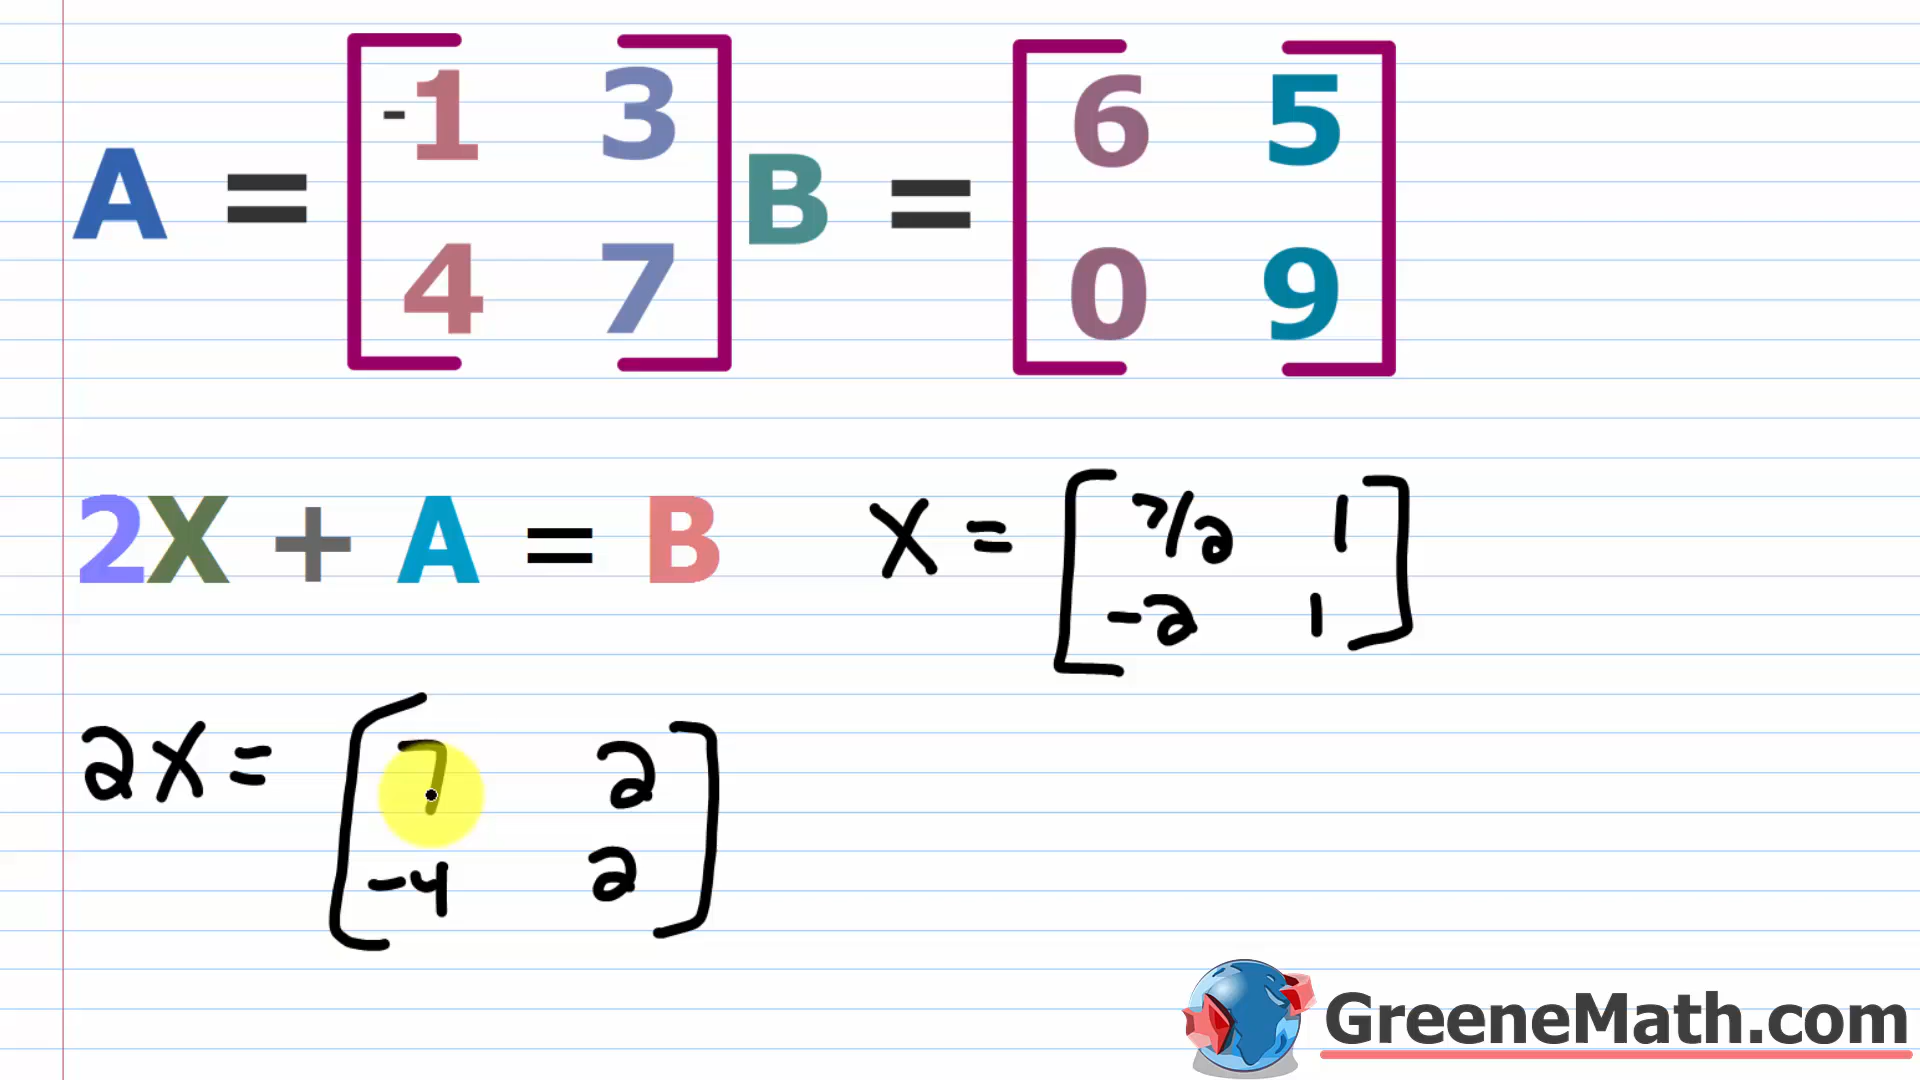 A = [ -1 3 B = [ 6 5
4 7 ] 0 9 ]
2X + A = B X = [ 7/2 1
-2 1 ]
2X = [ 7 2
-4 2 ]
GreeneMath.com